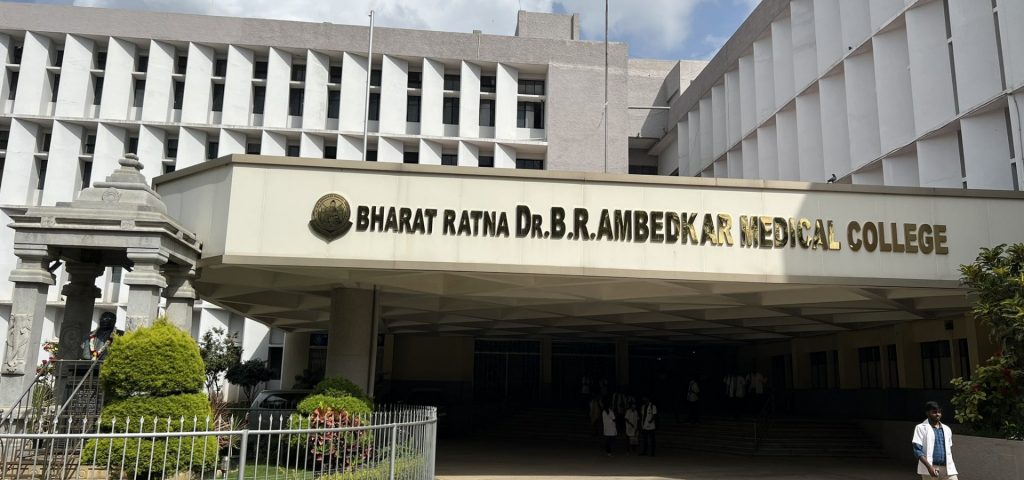 BHARAT RATNA DR.B.R.AMBEDKAR MEDICAL COLLEGE